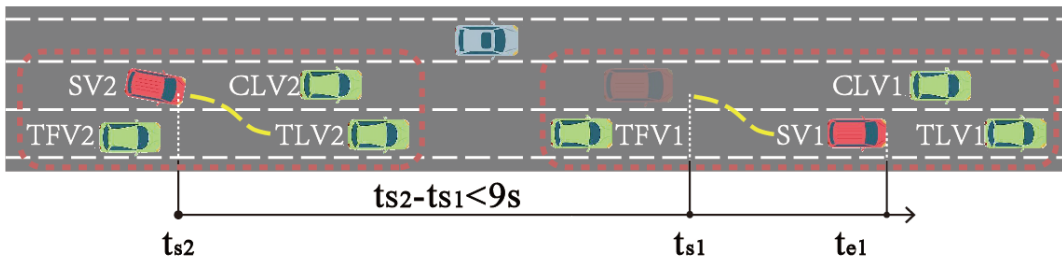 SV2 CLV2 CLV1
TFV2 TLV2 TFV1 SV1 TLV1
ts2-ts1<9s
ts2 ts1 te1